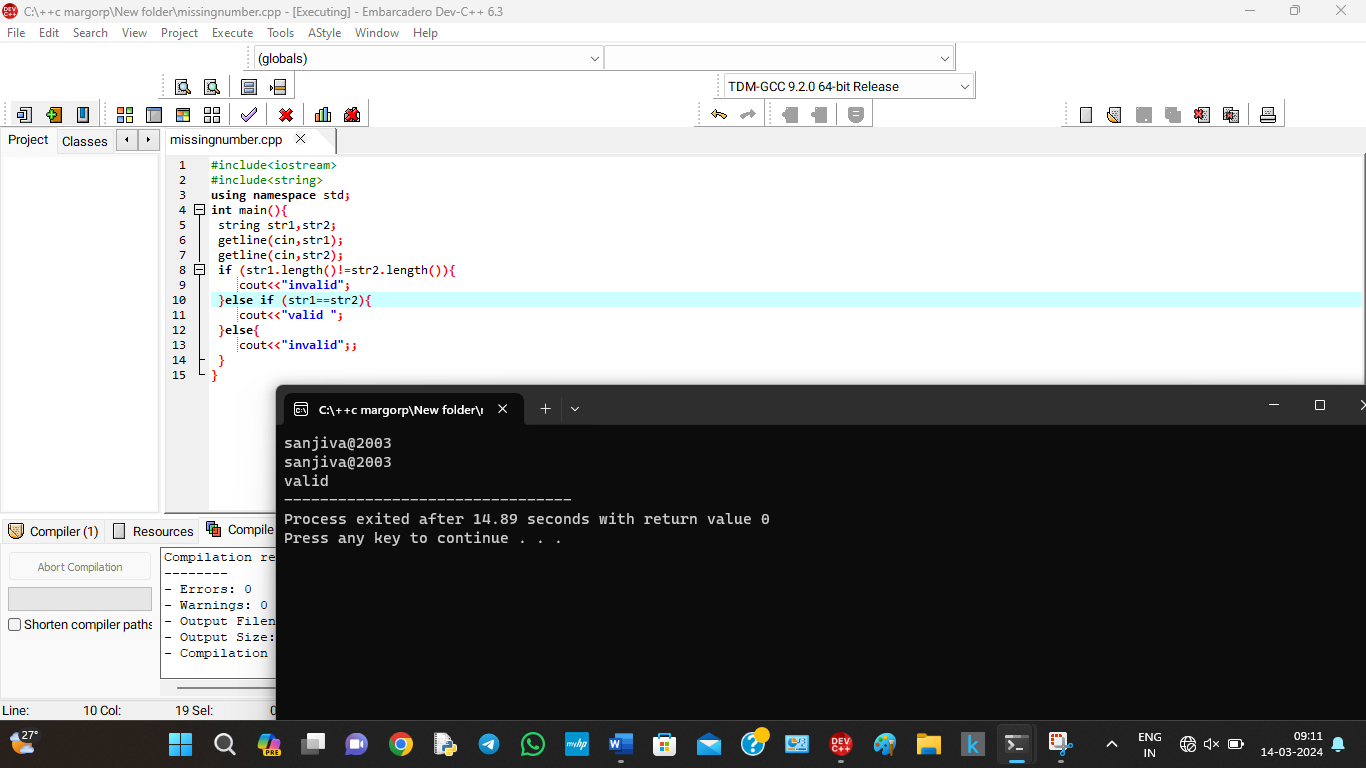 C:\++c margorp\New folder\missingnumber.cpp - [Executing] - Embarcadero Dev-C++ 6.3
File Edit Search View Project Execute Tools AStyle Window Help
(globals)
TDM-GCC 9.2.0 64-bit Release
Project Classes missingnumber.cpp
1 #include<iostream>
2 #include<string>
3 using namespace std;
4 int main(){
5 string str1,str2;
6 getline(cin,str1);
7 getline(cin,str2);
8 if (str1.length()!=str2.length()){
9 cout<<"invalid";
10 }else if (str1==str2){
11 cout<<"valid ";
12 }else{
13 cout<<"invalid";;
14 }
15 }
C:\++c margorp\New folder\
sanjiva@2003
sanjiva@2003
valid
--------------------------------
Process exited after 14.89 seconds with return value 0
Press any key to continue . . .
Compiler (1) Resources Compile
Abort Compilation
Shorten compiler paths
Compilation re
--------
- Errors: 0
- Warnings: 0
- Output Filen
- Output Size:
- Compilation
Line: 10 Col: 19 Sel: 0
27°
PRE
myhp
W
?
DEV C++
k
ENG
IN
09:11
14-03-2024